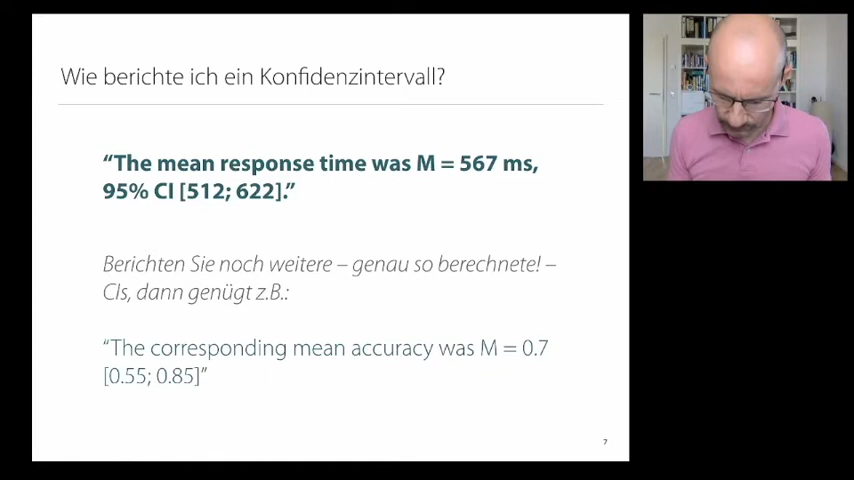 Wie berichte ich ein Konfidenzintervall?
“The mean response time was M = 567 ms,
95% CI [512; 622].”
Berichten Sie noch weitere – genau so berechnete! –
CIs, dann genügt z.B.:
“The corresponding mean accuracy was M = 0.7
[0.55; 0.85]”
7